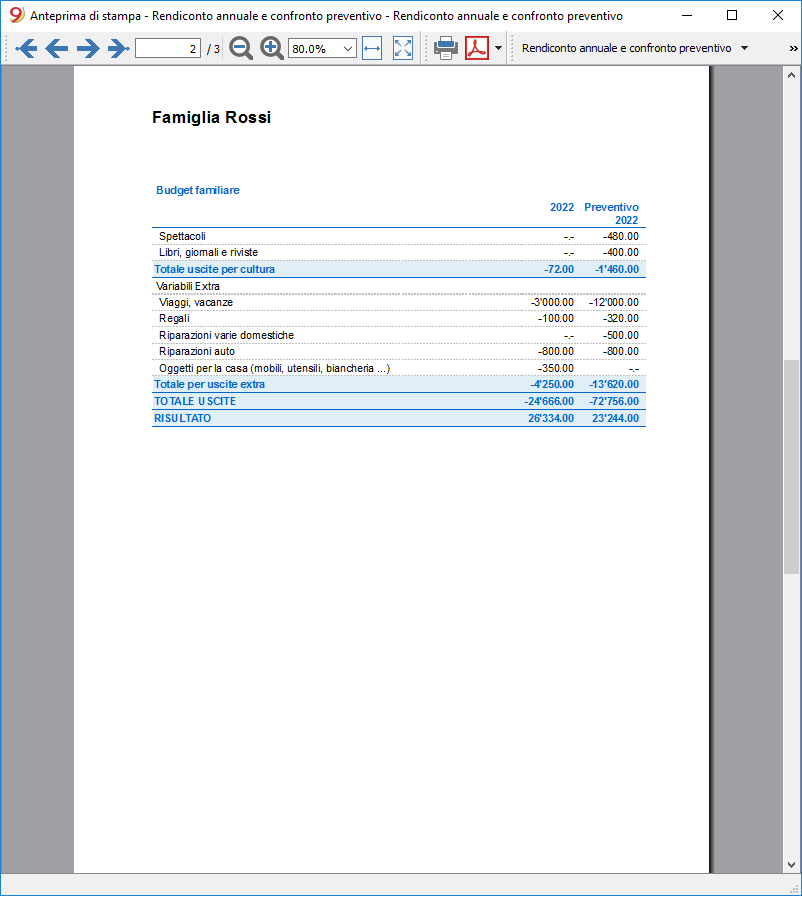 Anteprima di stampa - Rendiconto annuale e confronto preventivo - Rendiconto annuale e confronto preventivo
2 / 3 80.0% Rendiconto annuale e confronto preventivo »
Famiglia Rossi
Budget familiare
2022 Preventivo
2022
Spettacoli -.- -480.00
Libri, giornali e riviste -.- -400.00
Totale uscite per cultura -72.00 -1'460.00
Variabili Extra
Viaggi, vacanze -3'000.00 -12'000.00
Regali -100.00 -320.00
Riparazioni varie domestiche -.- -500.00
Riparazioni auto -800.00 -800.00
Oggetti per la casa (mobili, utensili, biancheria ...) -350.00 -.-
Totale per uscite extra -4'250.00 -13'620.00
TOTALE USCITE -24'666.00 -72'756.00
RISULTATO 26'334.00 23'244.00